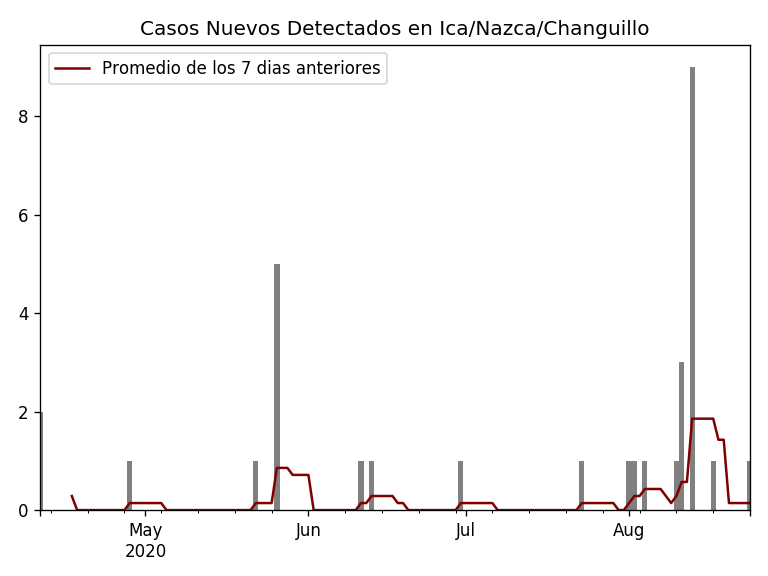 Casos Nuevos Detectados en Ica/Nazca/Changuillo
Promedio de los 7 dias anteriores
8
6
4
2
0
May Jun Jul Aug
2020